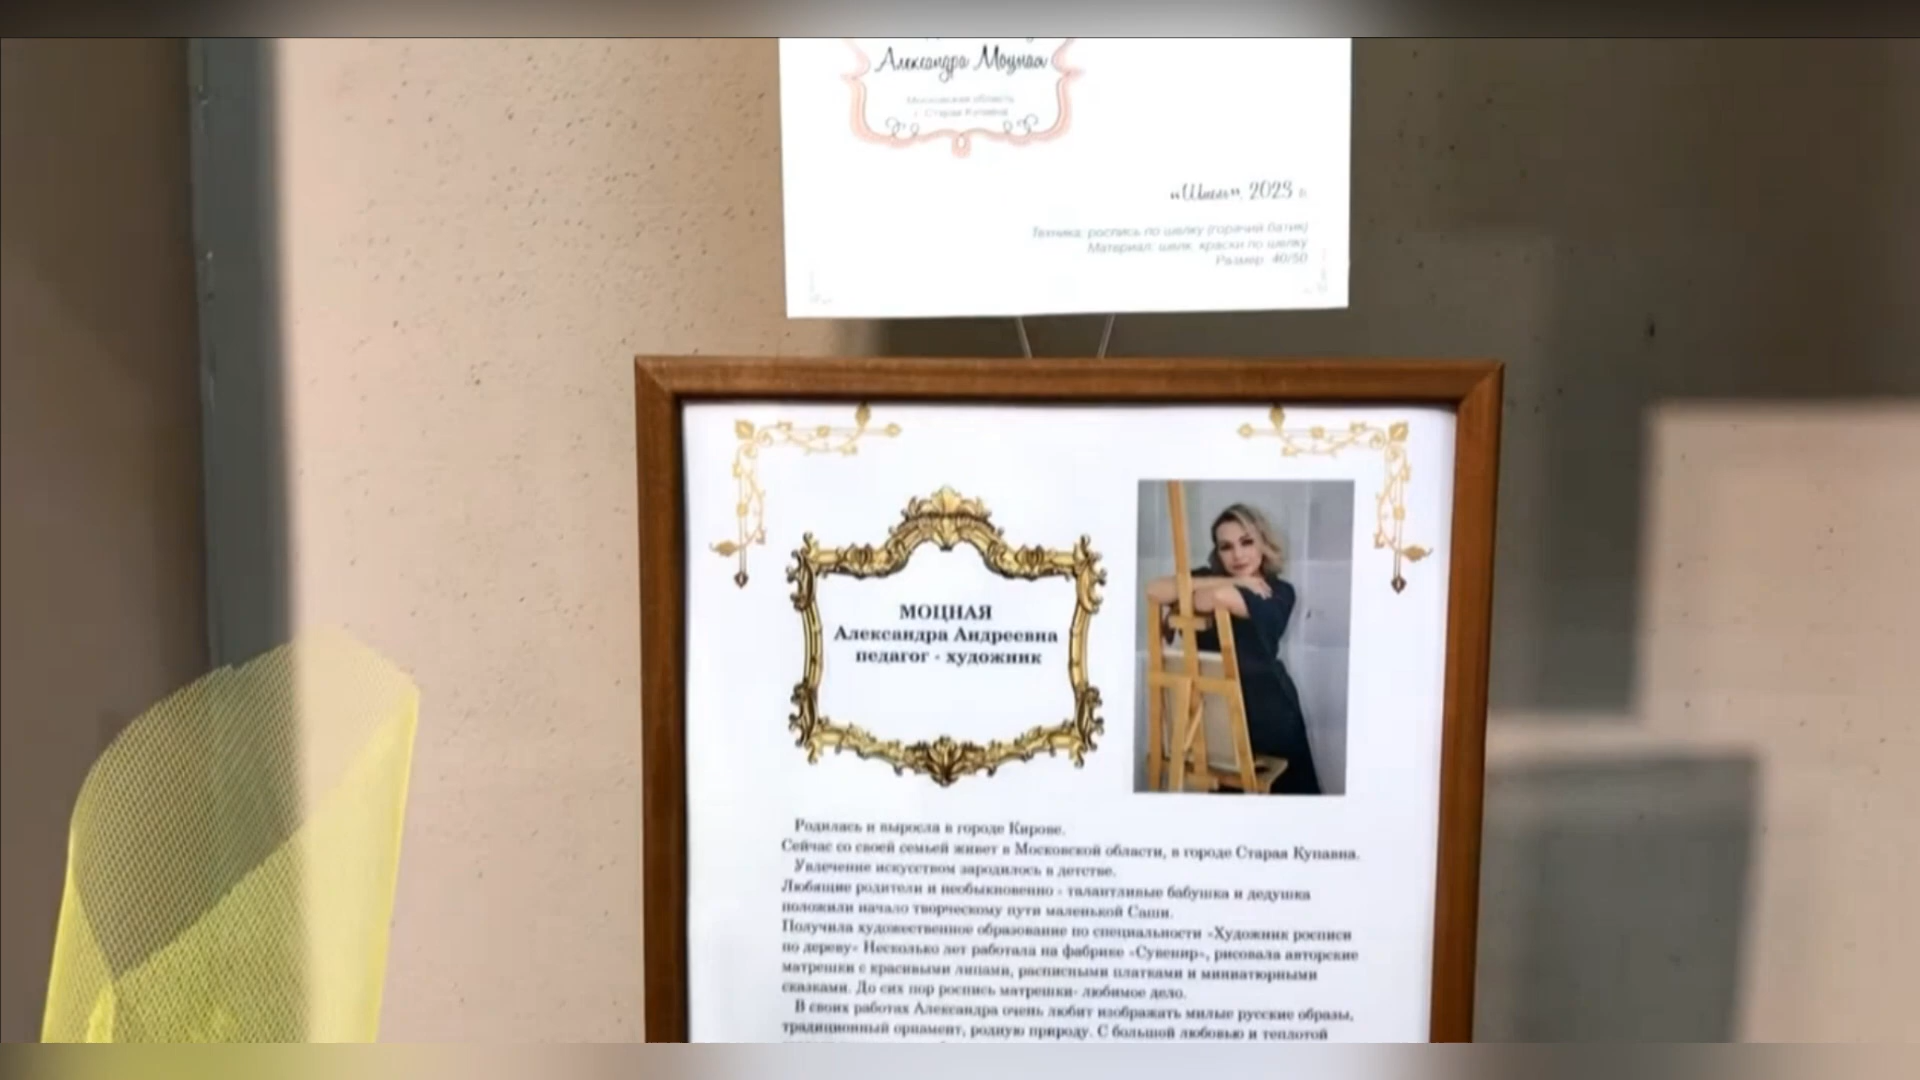 Александра Моцная
Московская область
г. Старая Купавна
2023 г.
Техника: роспись по шелку (горячий батик)
Материал: шелк, краски по шелку
Размер: 40/50
МОЦНАЯ
Александра Андреевна
педагог - художник
Родилась и выросла в городе Кирове.
Сейчас со своей семьей живет в Московской области, в городе Старая Купавна.
Увлечение искусством зародилось в детстве.
Любящие родители и необыкновенно - талантливые бабушка и дедушка
положили начало творческому пути маленькой Саши.
Получила художественное образование по специальности «Художник росписи
по дереву» Несколько лет работала на фабрике «Сувенир», рисовала авторские
матрешки с красивыми лицами, расписными платками и миниатюрными
сказками. До сих пор роспись матрешки- любимое дело.
В своих работах Александра очень любит изображать милые русские образы,
традиционный орнамент, родную природу. С большой любовью и теплотой